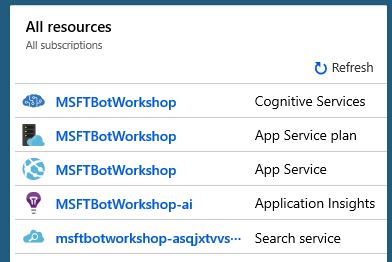 All resources
All subscriptions
Refresh
MSFTBotWorkshop Cognitive Services
MSFTBotWorkshop App Service plan
MSFTBotWorkshop App Service
MSFTBotWorkshop-ai Application Insights
msftbotworkshop-asqjxtvvs··· Search service